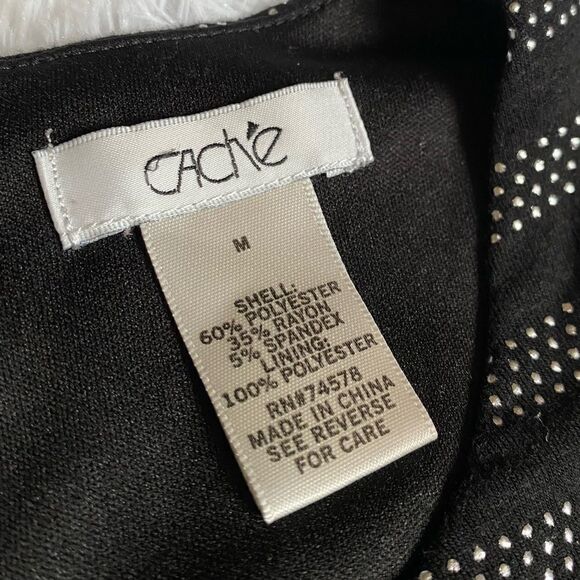 CACHÉ
M
SHELL:
60% POLYESTER
35% RAYON
5% SPANDEX
LINING:
100% POLYESTER
RN#74578
MADE IN CHINA
SEE REVERSE
FOR CARE